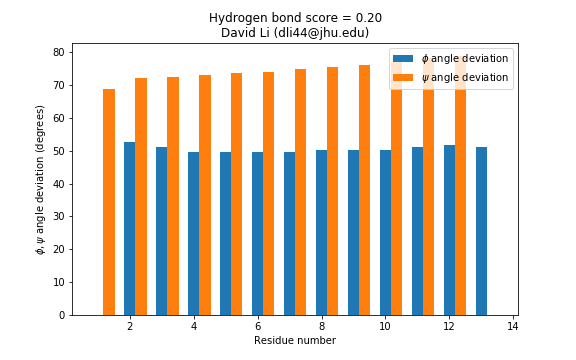 Hydrogen bond score = 0.20
David Li (dli44@jhu.edu)
ϕ angle deviation
ψ angle deviation
ϕ, ψ angle deviation (degrees)
80
70
60
50
40
30
20
10
0
2 4 6 8 10 12 14
Residue number